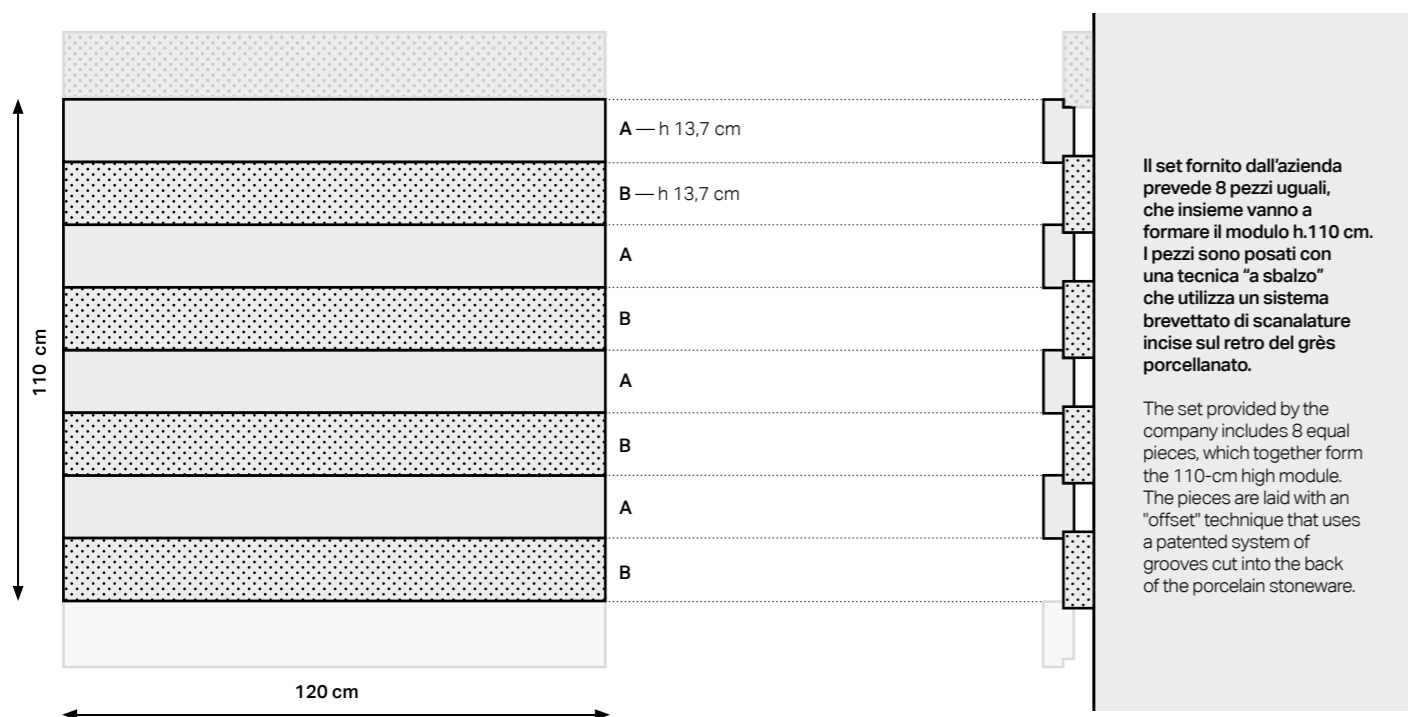 A — h 13,7 cm
B — h 13,7 cm
A
B
A
B
A
B
110 cm
120 cm
Il set fornito dall'azienda
prevede 8 pezzi uguali,
che insieme vanno a
formare il modulo h.110 cm.
I pezzi sono posati con
una tecnica “a sbalzo”
che utilizza un sistema
brevettato di scanalature
incise sul retro del grès
porcellanato.
The set provided by the
company includes 8 equal
pieces, which together form
the 110-cm high module.
The pieces are laid with an
"offset" technique that uses
a patented system of
grooves cut into the back
of the porcelain stoneware.